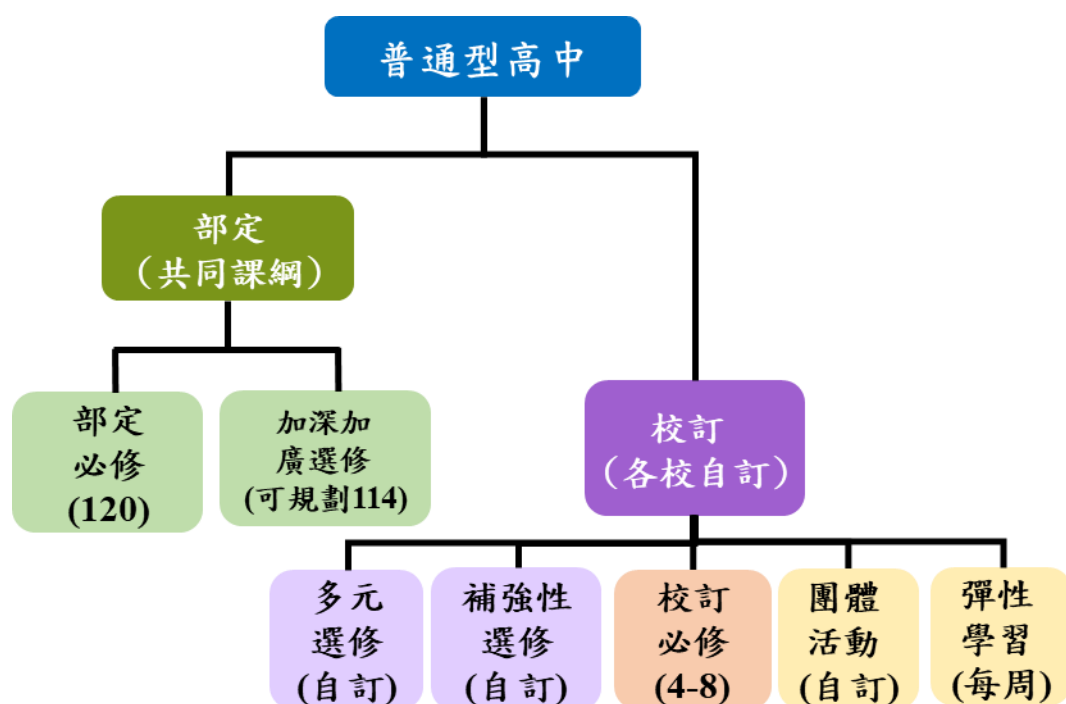 普通型高中
部定
（共同課綱）
部定
必修
(120)
加深加
廣選修
(可規劃114)
校訂
（各校自訂）
多元
選修
(自訂)
補強性
選修
(自訂)
校訂
必修
(4-8)
團體
活動
(自訂)
彈性
學習
(每周)